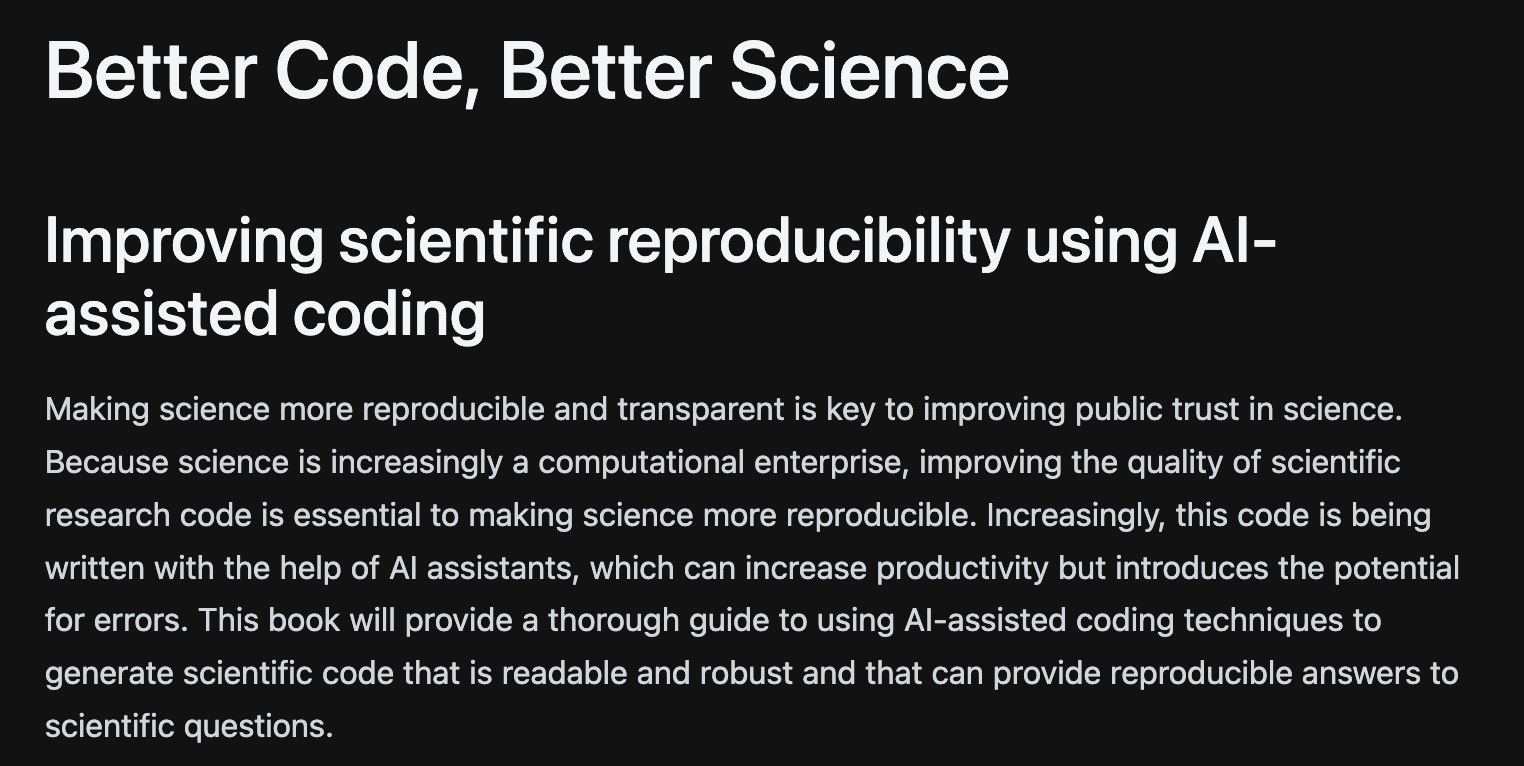 Better Code, Better Science
Improving scientific reproducibility using AI-
assisted coding
Making science more reproducible and transparent is key to improving public trust in science.
Because science is increasingly a computational enterprise, improving the quality of scientific
research code is essential to making science more reproducible. Increasingly, this code is being
written with the help of AI assistants, which can increase productivity but introduces the potential
for errors. This book will provide a thorough guide to using AI-assisted coding techniques to
generate scientific code that is readable and robust and that can provide reproducible answers to
scientific questions.